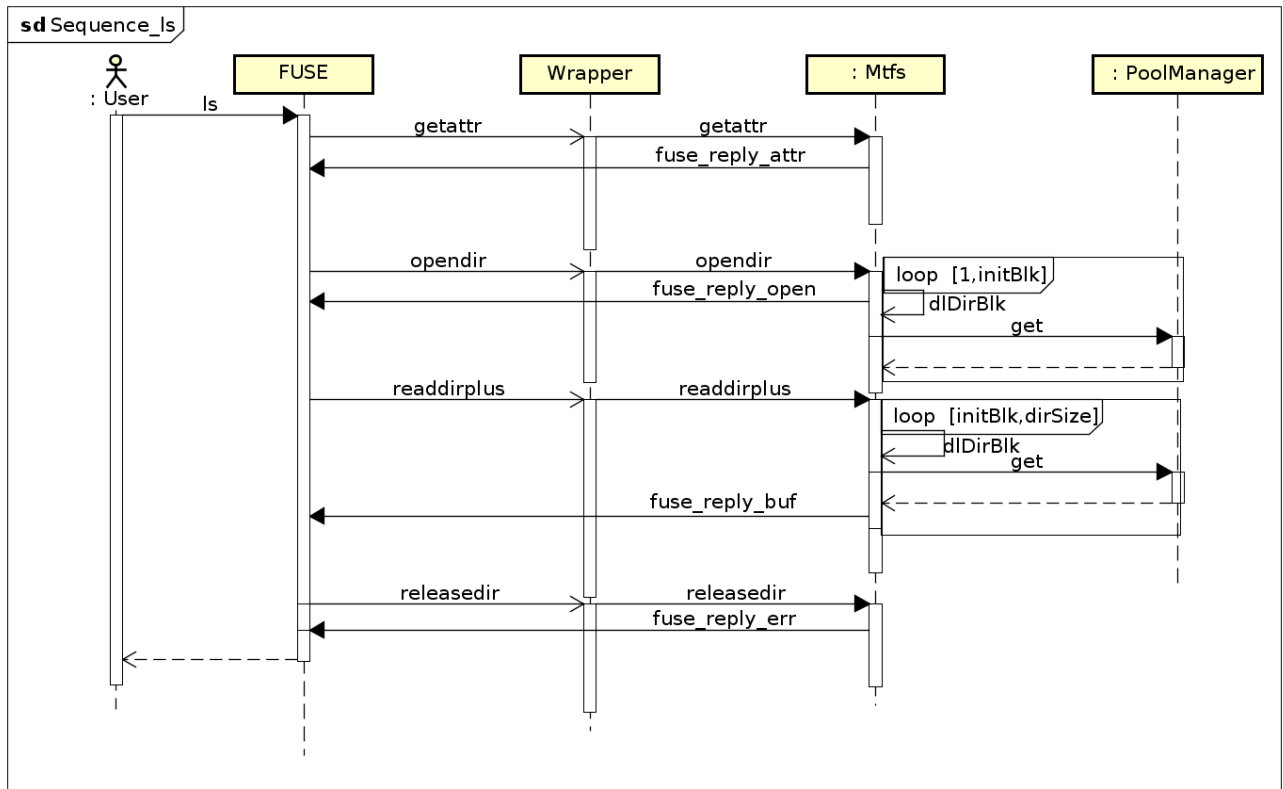 sd Sequence_ls
FUSE
Wrapper
: Mtfs
: PoolManager
: User
ls
getattr
getattr
fuse_reply_attr
opendir
opendir
loop [1,initBlk]
fuse_reply_open
dlDirBlk
get
readdirplus
readdirplus
loop [initBlk,dirSize]
dlDirBlk
get
fuse_reply_buf
releasedir
releasedir
fuse_reply_err